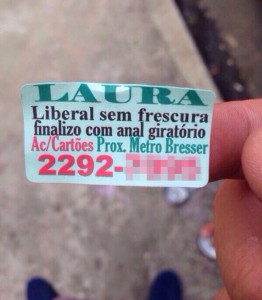 LAURA
Liberal sem frescura
finalizo com anal giratório
Ac/Cartões Prox. Metro Bresser
2292-